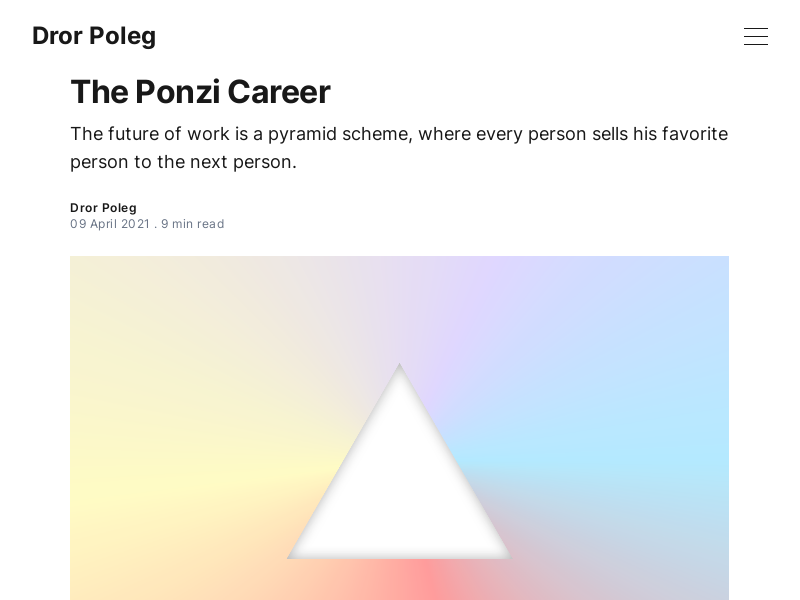 Dror Poleg
The Ponzi Career
The future of work is a pyramid scheme, where every person sells his favorite
person to the next person.
Dror Poleg
09 April 2021 . 9 min read